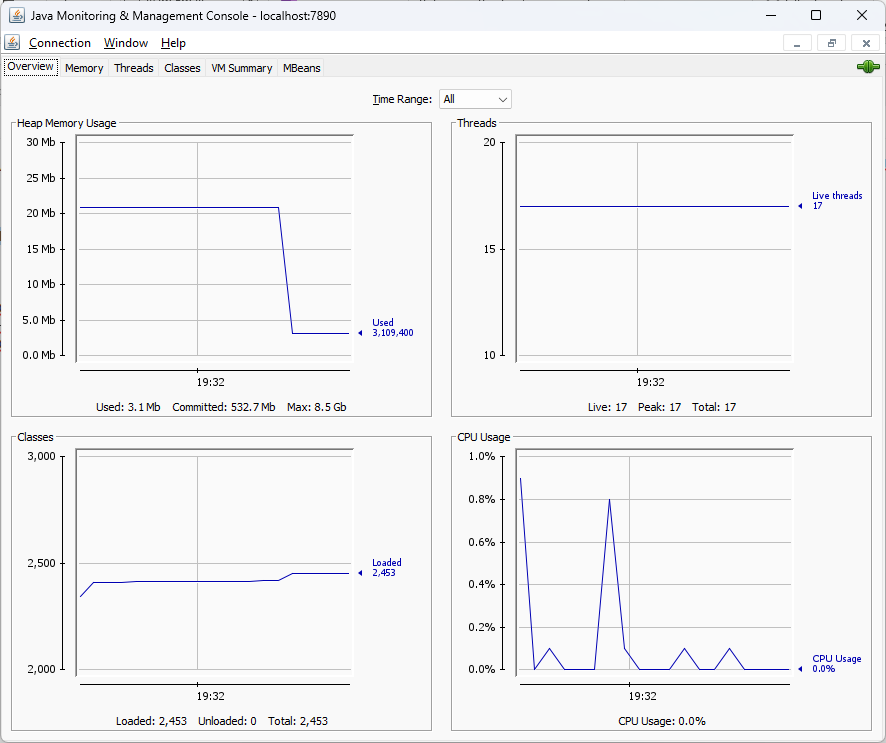 Java Monitoring & Management Console - localhost:7890
Connection Window Help
Overview Memory Threads Classes VM Summary MBeans
Time Range: All
Heap Memory Usage
30 Mb
25 Mb
20 Mb
15 Mb
10 Mb
5.0 Mb
0.0 Mb
Used
3,109,400
19:32
Used: 3.1 Mb Committed: 532.7 Mb Max: 8.5 Gb
Threads
20
15
10
Live threads
17
19:32
Live: 17 Peak: 17 Total: 17
Classes
3,000
2,500
2,000
Loaded
2,453
19:32
Loaded: 2,453 Unloaded: 0 Total: 2,453
CPU Usage
1.0%
0.8%
0.6%
0.4%
0.2%
0.0%
CPU Usage
0.0%
19:32
CPU Usage: 0.0%